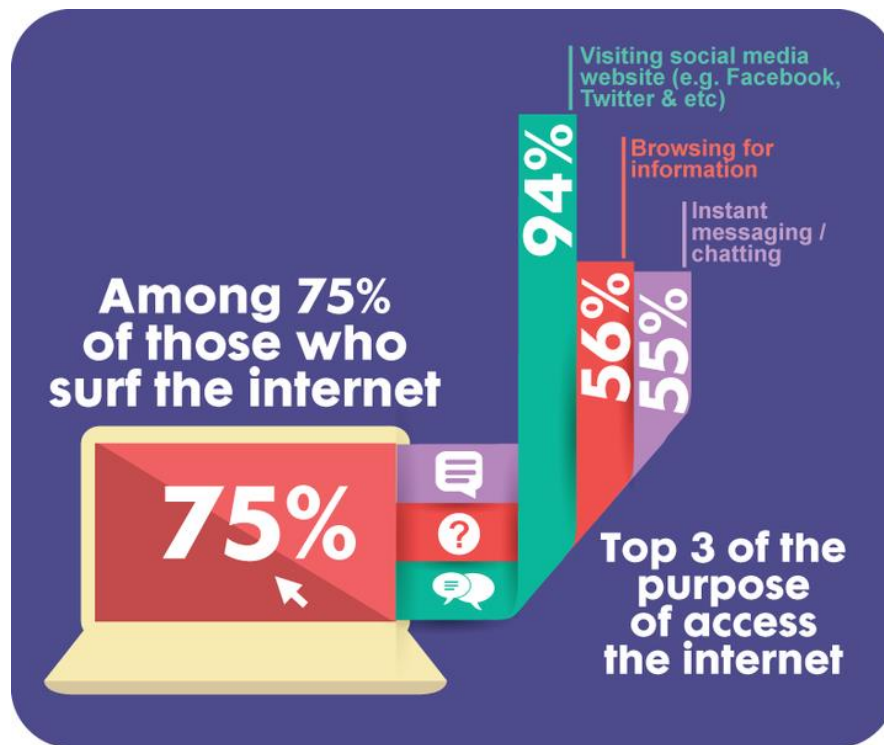 Visiting social media
website (e.g. Facebook,
Twitter & etc)
94%
Browsing for
information
56%
Instant
messaging /
chatting
55%
Among 75%
of those who
surf the internet
75%
?
Top 3 of the
purpose
of access
the internet